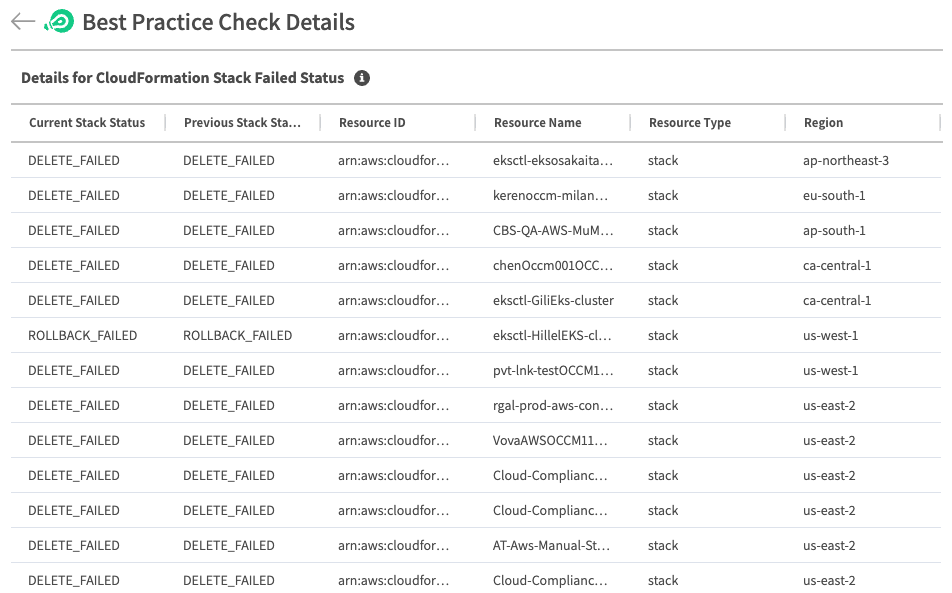 Best Practice Check Details
Details for CloudFormation Stack Failed Status
Current Stack Status Previous Stack Sta... Resource ID Resource Name Resource Type Region
DELETE_FAILED DELETE_FAILED arn:aws:cloudfor... eksctl-eksosakaita... stack ap-northeast-3
DELETE_FAILED DELETE_FAILED arn:aws:cloudfor... kerenoccm-milan... stack eu-south-1
DELETE_FAILED DELETE_FAILED arn:aws:cloudfor... CBS-QA-AWS-MuM... stack ap-south-1
DELETE_FAILED DELETE_FAILED arn:aws:cloudfor... chenOccm001OCC... stack ca-central-1
DELETE_FAILED DELETE_FAILED arn:aws:cloudfor... eksctl-GiliEks-cluster stack ca-central-1
ROLLBACK_FAILED ROLLBACK_FAILED arn:aws:cloudfor... eksctl-HillelEKS-cl... stack us-west-1
DELETE_FAILED DELETE_FAILED arn:aws:cloudfor... pvt-lnk-testOCCM1... stack us-west-1
DELETE_FAILED DELETE_FAILED arn:aws:cloudfor... rgal-prod-aws-con... stack us-east-2
DELETE_FAILED DELETE_FAILED arn:aws:cloudfor... VovaAWSOCCM11... stack us-east-2
DELETE_FAILED DELETE_FAILED arn:aws:cloudfor... Cloud-Complianc... stack us-east-2
DELETE_FAILED DELETE_FAILED arn:aws:cloudfor... Cloud-Complianc... stack us-east-2
DELETE_FAILED DELETE_FAILED arn:aws:cloudfor... AT-Aws-Manual-St... stack us-east-2
DELETE_FAILED DELETE_FAILED arn:aws:cloudfor... Cloud-Complianc... stack us-east-2